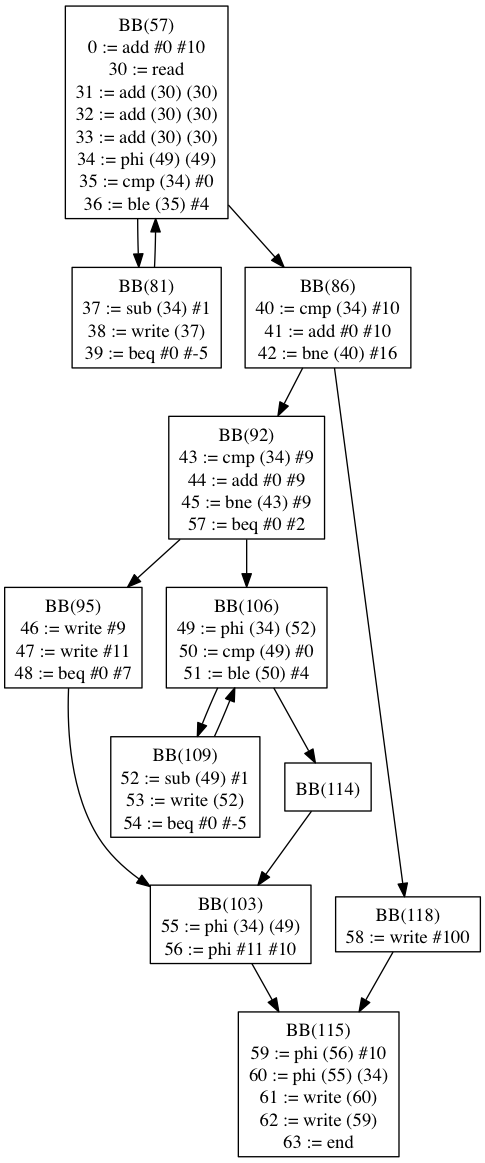 BB(57)
0 := add #0 #10
30 := read
31 := add (30) (30)
32 := add (30) (30)
33 := add (30) (30)
34 := phi (49) (49)
35 := cmp (34) #0
36 := ble (35) #4
BB(81)
37 := sub (34) #1
38 := write (37)
39 := beq #0 #-5
BB(86)
40 := cmp (34) #10
41 := add #0 #10
42 := bne (40) #16
BB(92)
43 := cmp (34) #9
44 := add #0 #9
45 := bne (43) #9
57 := beq #0 #2
BB(95)
46 := write #9
47 := write #11
48 := beq #0 #7
BB(106)
49 := phi (34) (52)
50 := cmp (49) #0
51 := ble (50) #4
BB(109)
52 := sub (49) #1
53 := write (52)
54 := beq #0 #-5
BB(114)
BB(103)
55 := phi (34) (49)
56 := phi #11 #10
BB(118)
58 := write #100
BB(115)
59 := phi (56) #10
60 := phi (55) (34)
61 := write (60)
62 := write (59)
63 := end